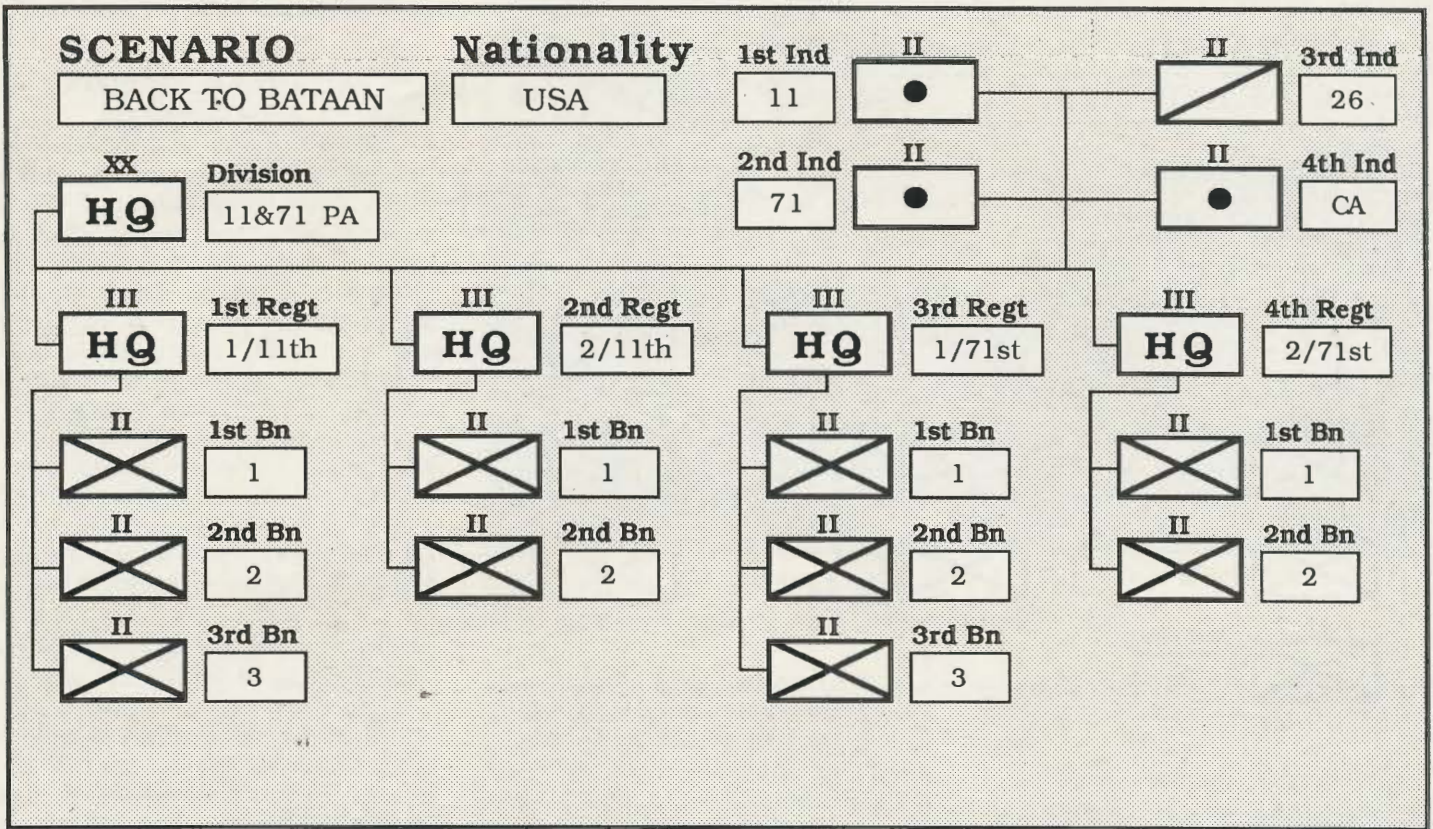 SCENARIO Nationality 1st Ind II II 3rd Ind
BACK TO BATAAN USA 11 26
XX Division 2nd Ind II II 4th Ind
HQ 11&71 PA 71 CA
III 1st Regt III 2nd Regt III 3rd Regt III 4th Regt
HQ 1/11th HQ 2/11th HQ 1/71st HQ 2/71st
II 1st Bn II 1st Bn II 1st Bn II 1st Bn
1 1 1 1
II 2nd Bn II 2nd Bn II 2nd Bn II 2nd Bn
2 2 2 2
II 3rd Bn II 3rd Bn
3 3